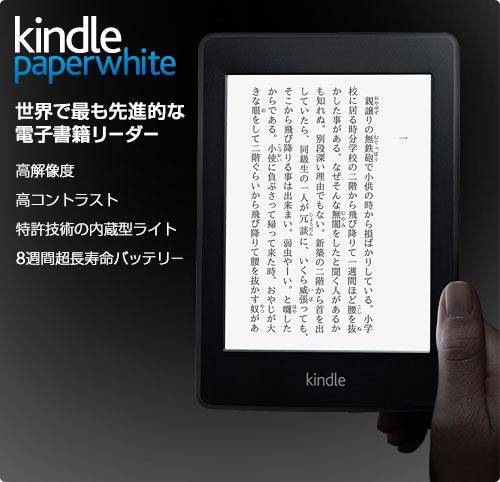 kindle
paperwhite
世界で最も先進的な
電子書籍リーダー
高解像度
高コントラスト
特許技術の内蔵型ライト
8週間超長寿命バッテリー
一
親譲りの無鉄砲で小供の時から損ばかりしている。小学
校に居る時分学校の二階から飛び降りて一週間ほど腰を抜
かした事がある。なぜそんな無闇をしたと聞く人があるか
も知れぬ。別段深い理由でもない。新築の二階から首を出
していたら、同級生の一人が冗談に、いくら威張っても、
そこから飛び降りる事は出来まい。弱虫やーい。と囃した
からである。小使に負ぶさって帰って来た時、おやじが大
きな眼をして二階ぐらいから飛び降りて腰を抜かす奴があ
kindle